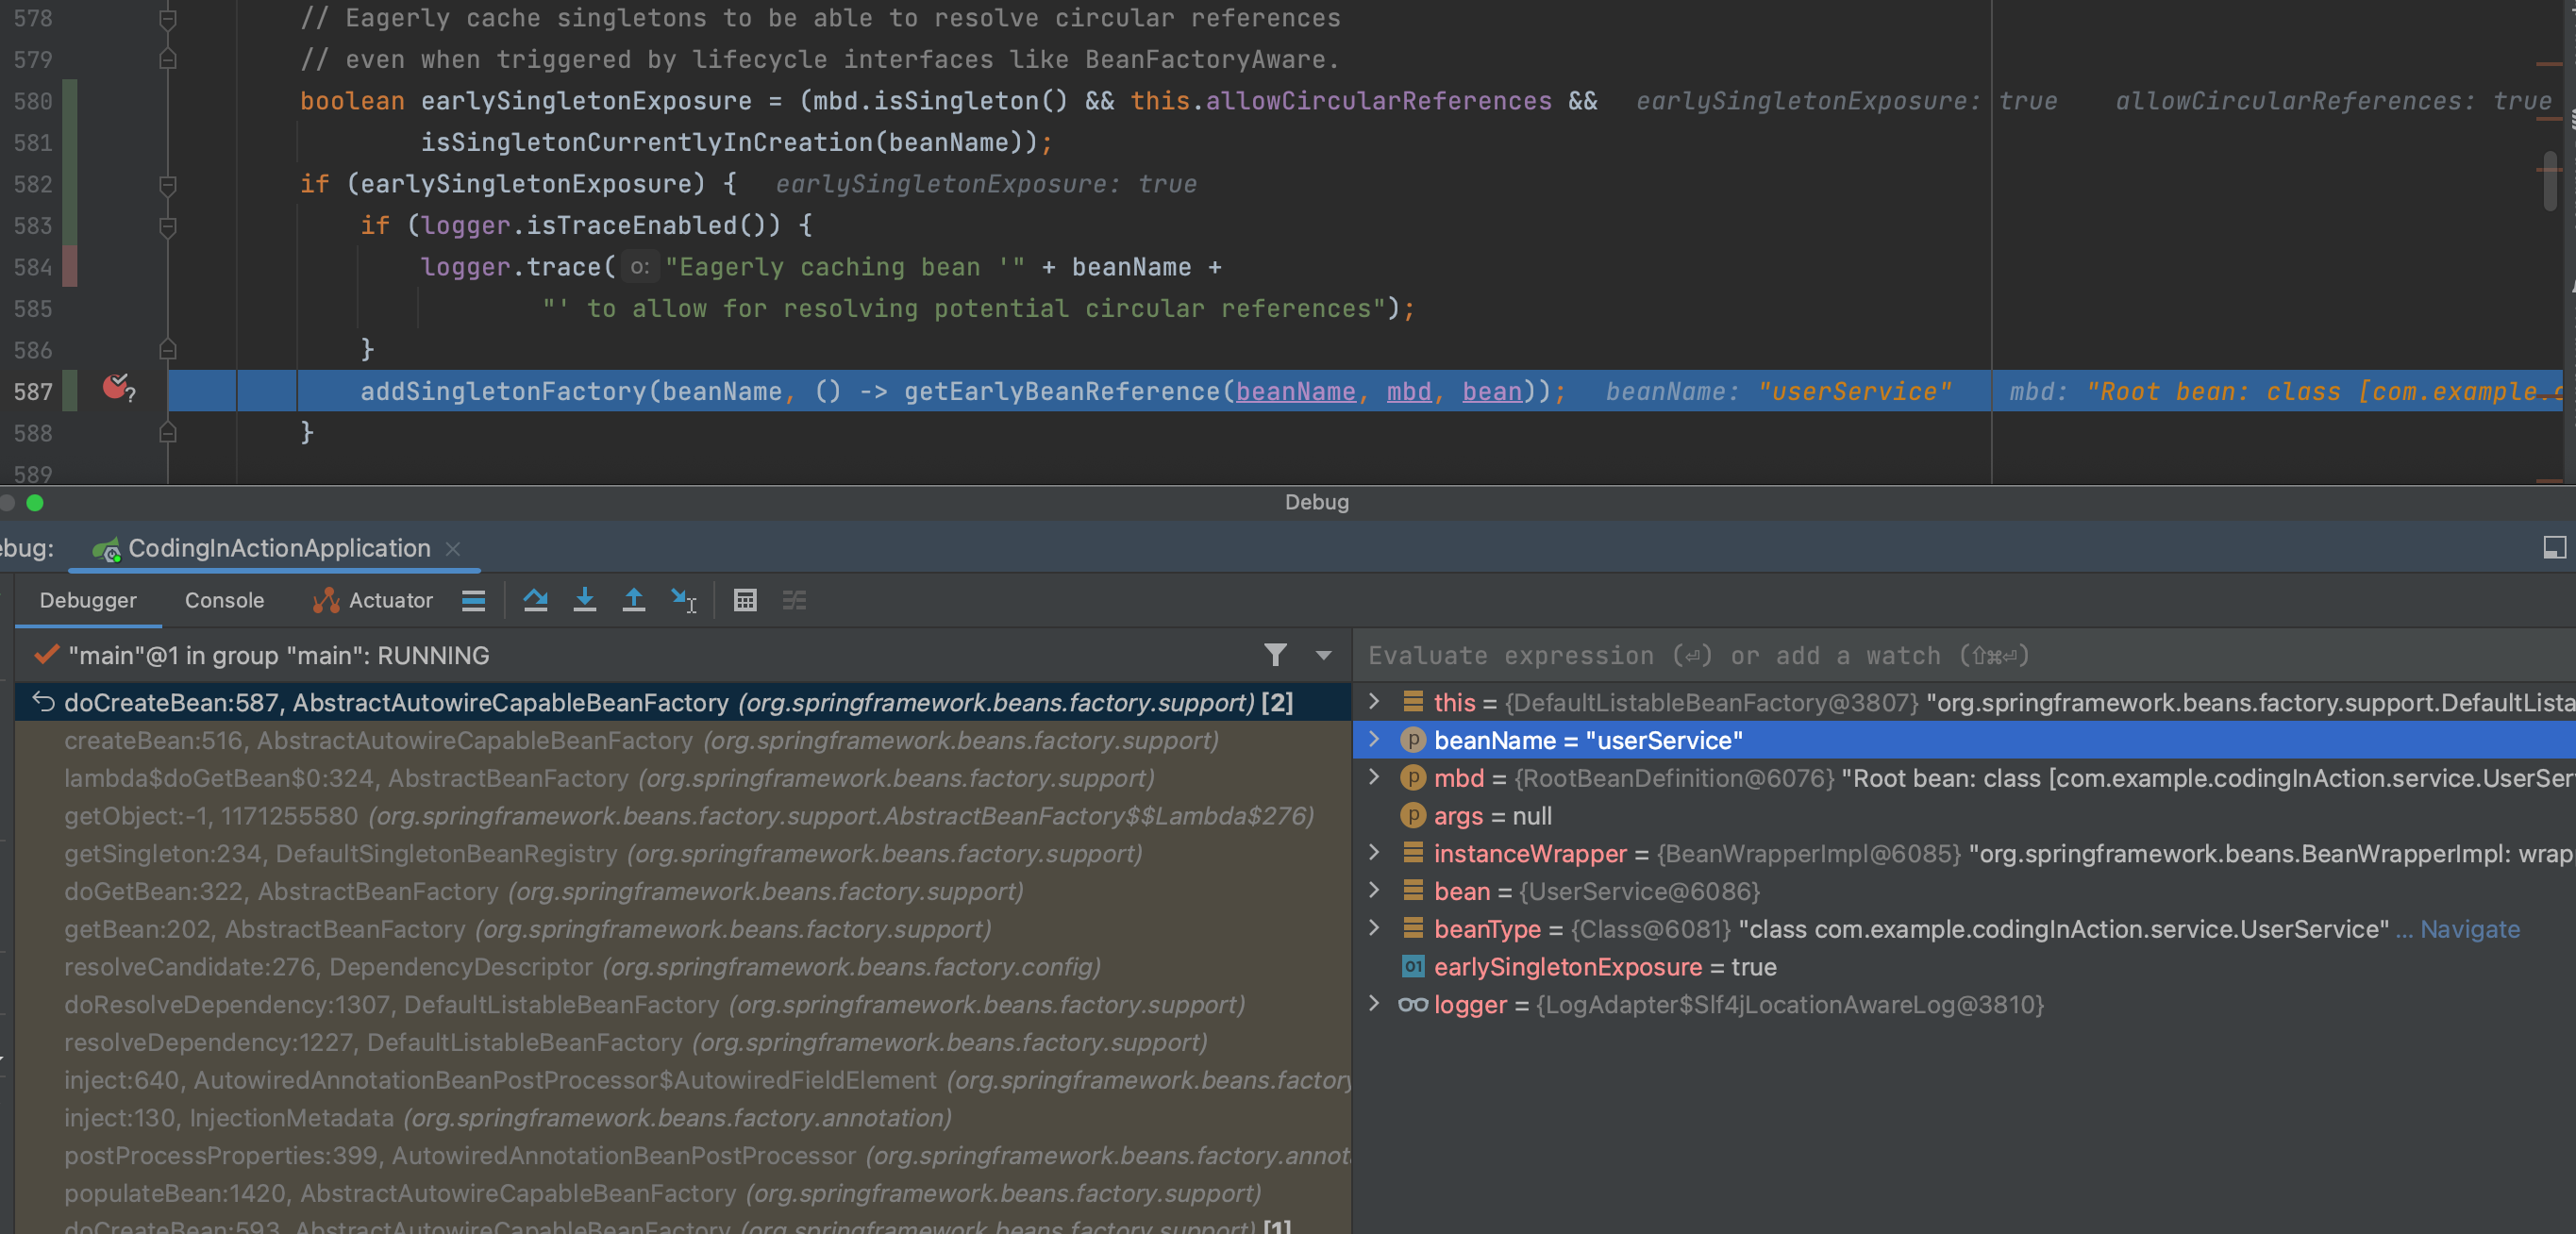 578 // Eagerly cache singletons to be able to resolve circular references
579 // even when triggered by lifecycle interfaces like BeanFactoryAware.
580 boolean earlySingletonExposure = (mbd.isSingleton() && this.allowCircularReferences && earlySingletonExposure: true allowCircularReferences: true
581 isSingletonCurrentlyInCreation(beanName));
582 if (earlySingletonExposure) { earlySingletonExposure: true
583 if (logger.isTraceEnabled()) {
584 logger.trace( o: "Eagerly caching bean '" + beanName +
585 "' to allow for resolving potential circular references");
586 }
587 addSingletonFactory(beanName, () -> getEarlyBeanReference(beanName, mbd, bean)); beanName: "userService" mbd: "Root bean: class [com.example.c
588 }
589
Debug
ebug: CodingInActionApplication
Debugger Console Actuator
"main"@1 in group "main": RUNNING
doCreateBean:587, AbstractAutowireCapableBeanFactory (org.springframework.beans.factory.support) [2]
createBean:516, AbstractAutowireCapableBeanFactory (org.springframework.beans.factory.support)
lambda$doGetBean$0:324, AbstractBeanFactory (org.springframework.beans.factory.support)
getObject:-1, 1171255580 (org.springframework.beans.factory.support.AbstractBeanFactory$$Lambda$276)
getSingleton:234, DefaultSingletonBeanRegistry (org.springframework.beans.factory.support)
doGetBean:322, AbstractBeanFactory (org.springframework.beans.factory.support)
getBean:202, AbstractBeanFactory (org.springframework.beans.factory.support)
resolveCandidate:276, DependencyDescriptor (org.springframework.beans.factory.config)
doResolveDependency:1307, DefaultListableBeanFactory (org.springframework.beans.factory.support)
resolveDependency:1227, DefaultListableBeanFactory (org.springframework.beans.factory.support)
inject:640, AutowiredAnnotationBeanPostProcessor$AutowiredFieldElement (org.springframework.beans.factory
inject:130, InjectionMetadata (org.springframework.beans.factory.annotation)
postProcessProperties:399, AutowiredAnnotationBeanPostProcessor (org.springframework.beans.factory.annota
populateBean:1420, AbstractAutowireCapableBeanFactory (org.springframework.beans.factory.support)
doCreateBean:593, AbstractAutowireCapableBeanFactory (org.springframework.beans.factory.support) [1]
Evaluate expression (⏎) or add a watch (⇧⌘⏎)
this = {DefaultListableBeanFactory@3807} "org.springframework.beans.factory.support.DefaultLista
p beanName = "userService"
p mbd = {RootBeanDefinition@6076} "Root bean: class [com.example.codingInAction.service.UserSer
p args = null
instanceWrapper = {BeanWrapperImpl@6085} "org.springframework.beans.BeanWrapperImpl: wrap
bean = {UserService@6086}
beanType = {Class@6081} "class com.example.codingInAction.service.UserService" ... Navigate
01 earlySingletonExposure = true
logger = {LogAdapter$Slf4jLocationAwareLog@3810}